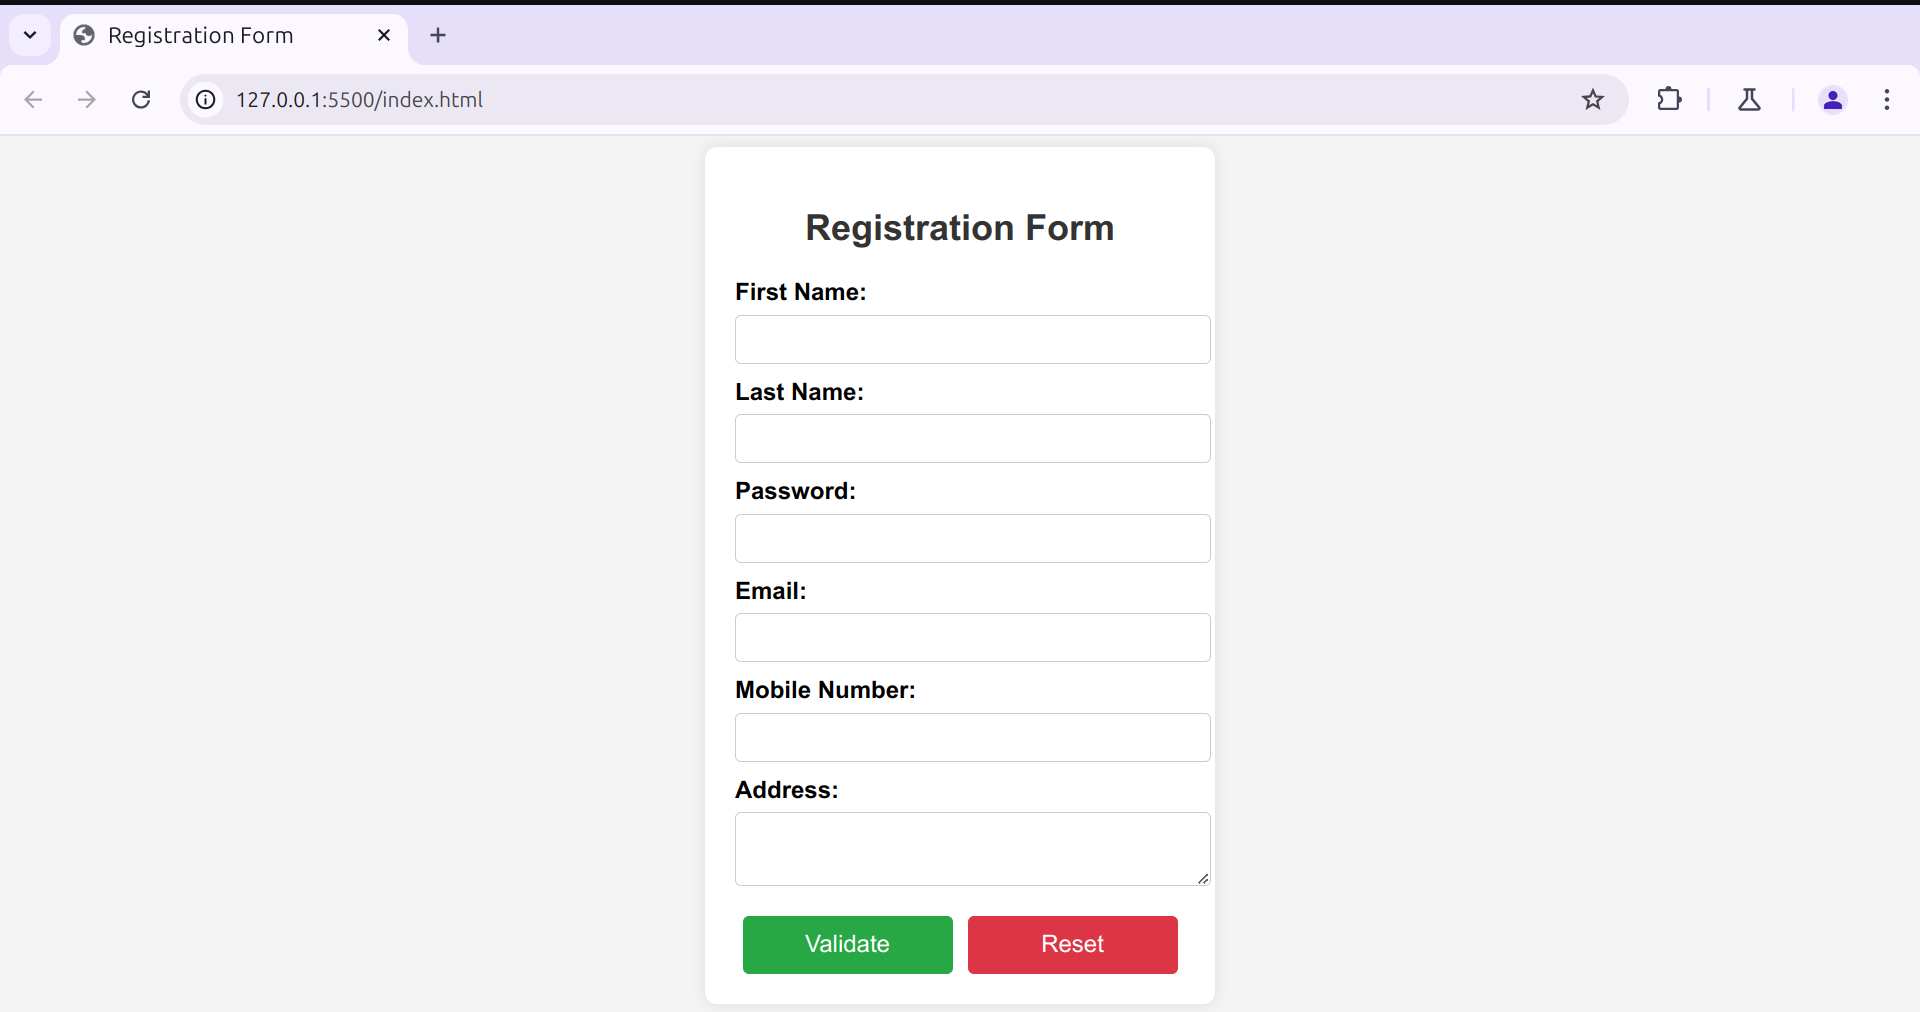 Registration Form
127.0.0.1:5500/index.html
Registration Form
First Name:
Last Name:
Password:
Email:
Mobile Number:
Address:
Validate Reset